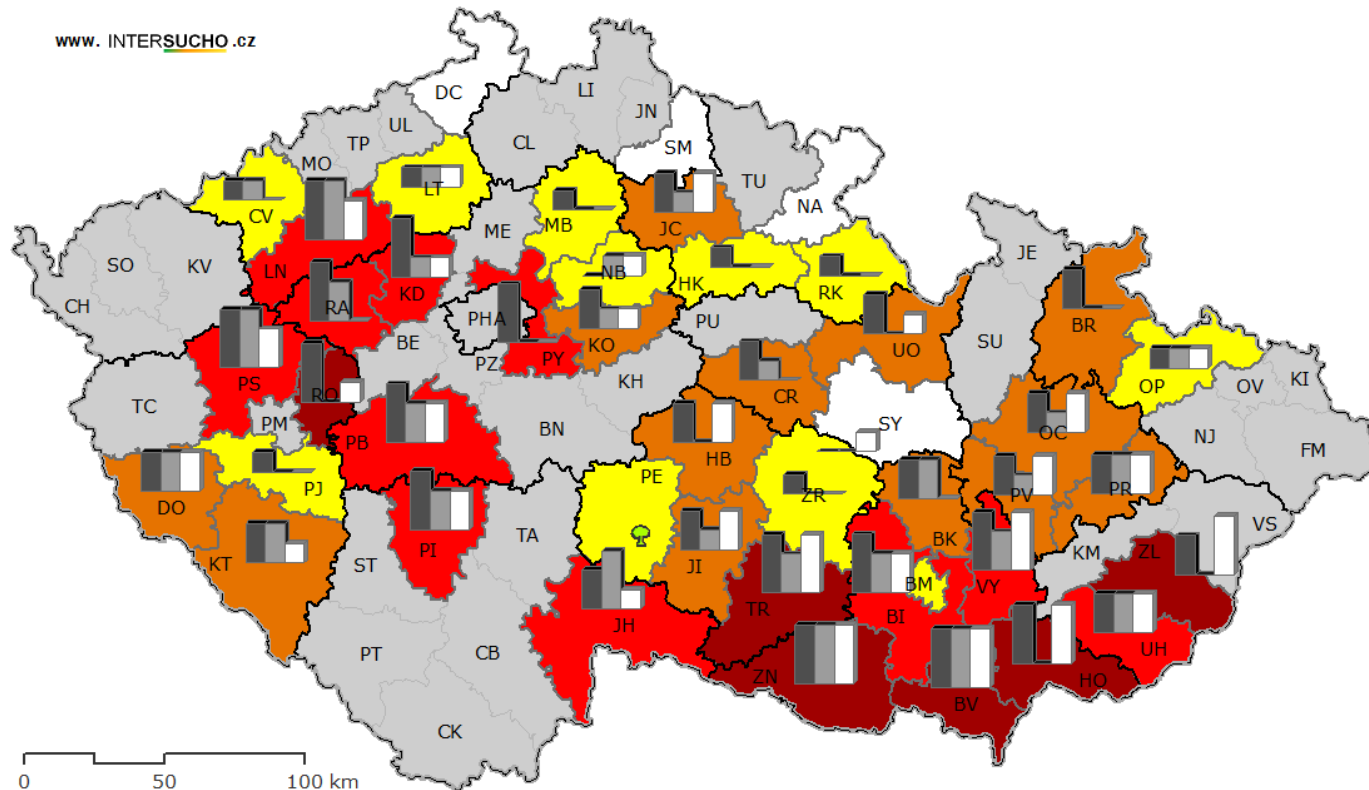 www. INTERSUCHO.cz
DC
LI
JN
UL
TP
MO
CL
SM
TU
LT
CV
NA
MB
JC
ME
JE
SO
KV
LN
NB
HK
RK
CH
KD
RA
PHA
PU
BR
SU
UO
BE
KO
PY
PZ
PS
RO
KH
CR
OP
OV
KI
TC
PM
PB
BN
SY
OC
NJ
FM
HB
PE
ZR
PJ
DO
PV
PR
TA
VS
PI
BK
KM
ZL
KT
ST
JI
BM
VY
TR
BI
JH
UH
PT
CB
ZN
BV
HO
CK
0 50 100 km